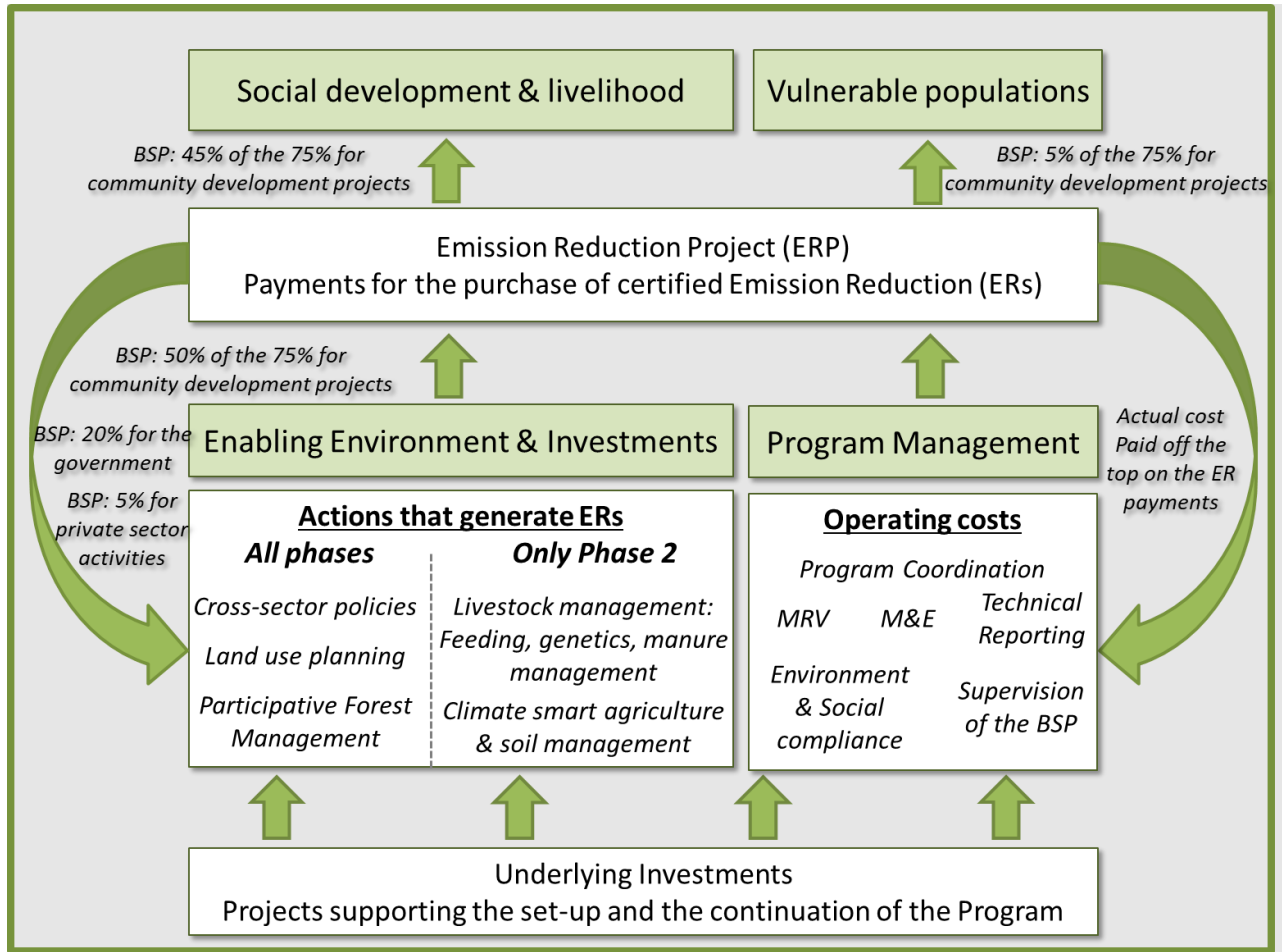 Social development & livelihood
Vulnerable populations
BSP: 45% of the 75% for
community development projects
BSP: 5% of the 75% for
community development projects
Emission Reduction Project (ERP)
Payments for the purchase of certified Emission Reduction (ERs)
BSP: 50% of the 75% for
community development projects
BSP: 20% for the
government
BSP: 5% for
private sector
activities
Enabling Environment & Investments
Program Management
Actual cost
Paid off the
top on the ER
payments
Actions that generate ERs
All phases
Cross-sector policies
Land use planning
Participative Forest
Management
Only Phase 2
Livestock management:
Feeding, genetics, manure
management
Climate smart agriculture
& soil management
Operating costs
Program Coordination
MRV
M&E
Technical
Reporting
Environment
& Social
compliance
Supervision
of the BSP
Underlying Investments
Projects supporting the set-up and the continuation of the Program